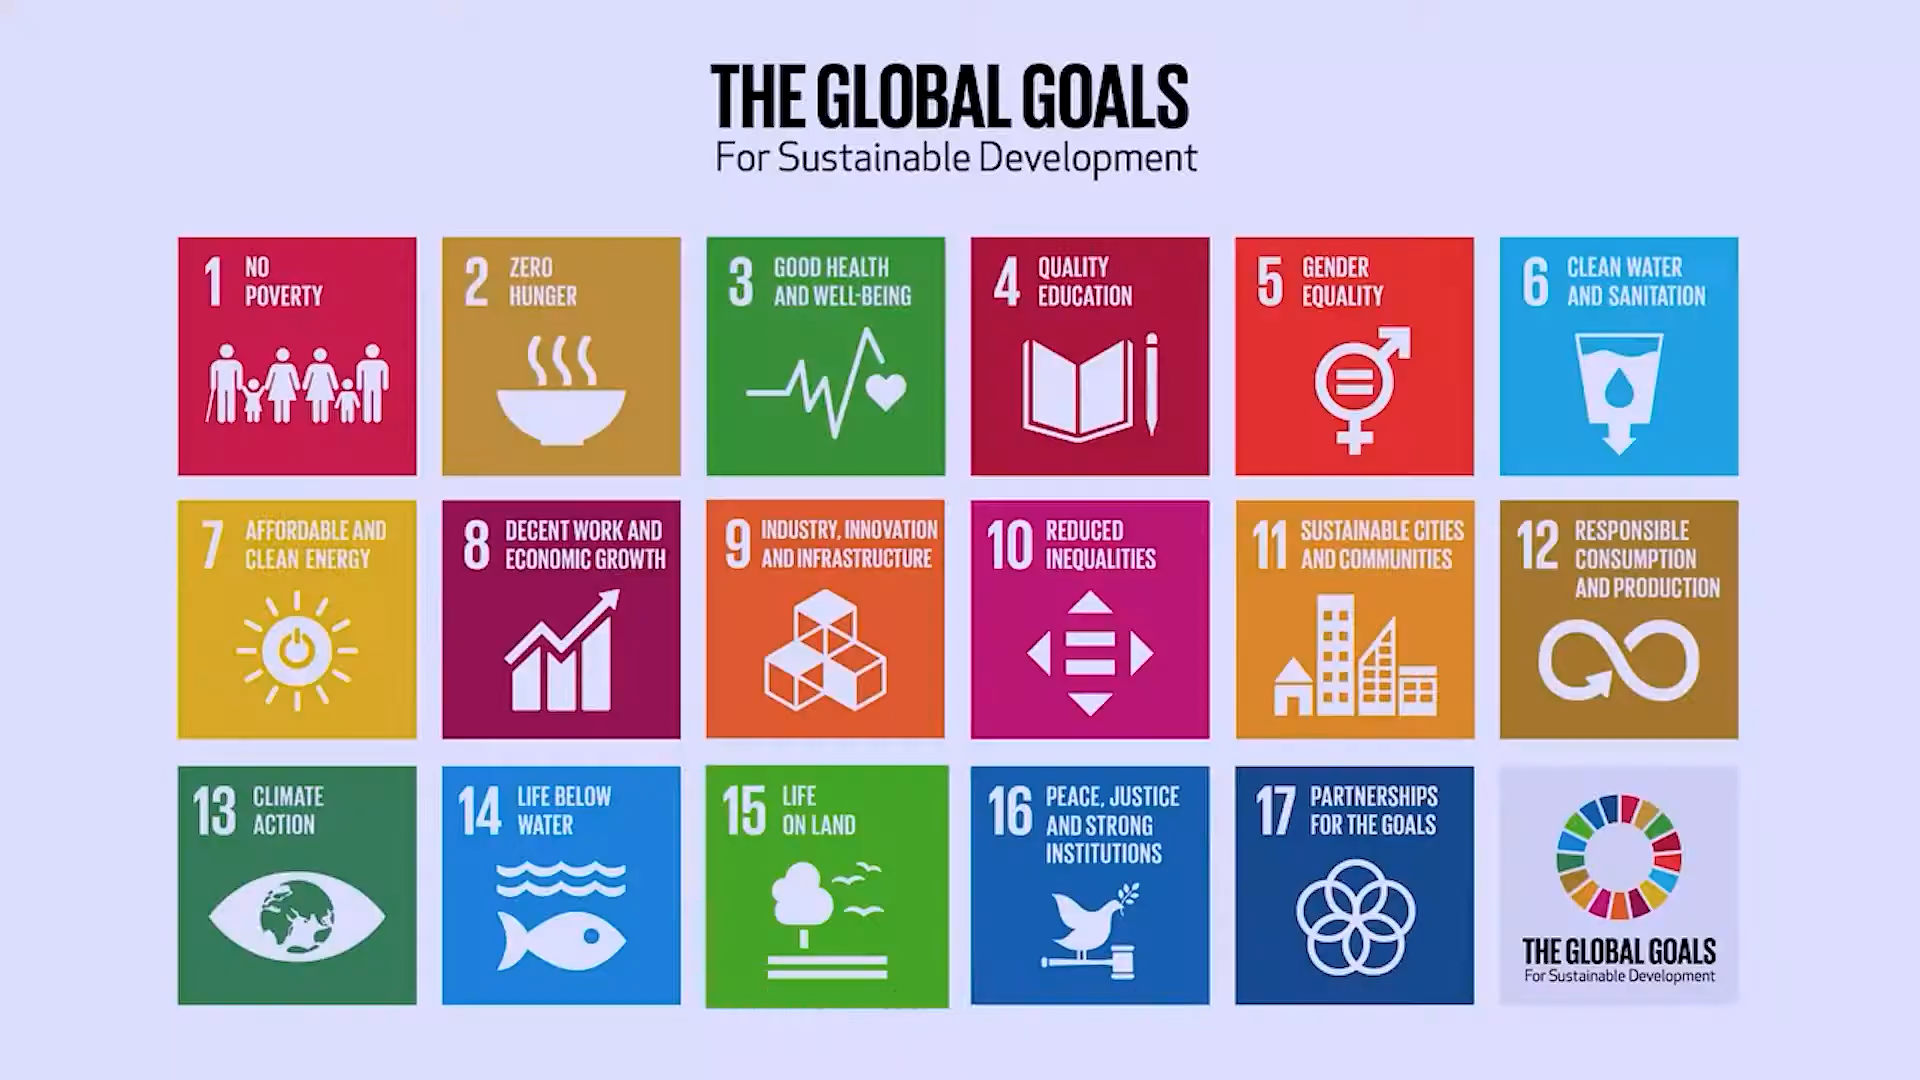 THE GLOBAL GOALS
For Sustainable Development
1 NO
POVERTY
2 ZERO
HUNGER
3 GOOD HEALTH
AND WELL-BEING
4 QUALITY
EDUCATION
5 GENDER
EQUALITY
6 CLEAN WATER
AND SANITATION
7 AFFORDABLE AND
CLEAN ENERGY
8 DECENT WORK AND
ECONOMIC GROWTH
9 INDUSTRY, INNOVATION
AND INFRASTRUCTURE
10 REDUCED
INEQUALITIES
11 SUSTAINABLE CITIES
AND COMMUNITIES
12 RESPONSIBLE
CONSUMPTION
AND PRODUCTION
13 CLIMATE
ACTION
14 LIFE BELOW
WATER
15 LIFE
ON LAND
16 PEACE, JUSTICE
AND STRONG
INSTITUTIONS
17 PARTNERSHIPS
FOR THE GOALS
THE GLOBAL GOALS
For Sustainable Development